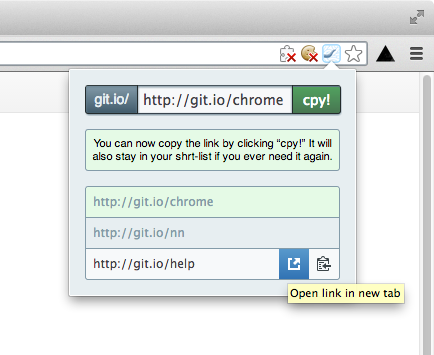 git.io/ http://git.io/chrome cpy!
You can now copy the link by clicking “cpy!” It will
also stay in your shrt-list if you ever need it again.
http://git.io/chrome
http://git.io/nn
http://git.io/help
Open link in new tab